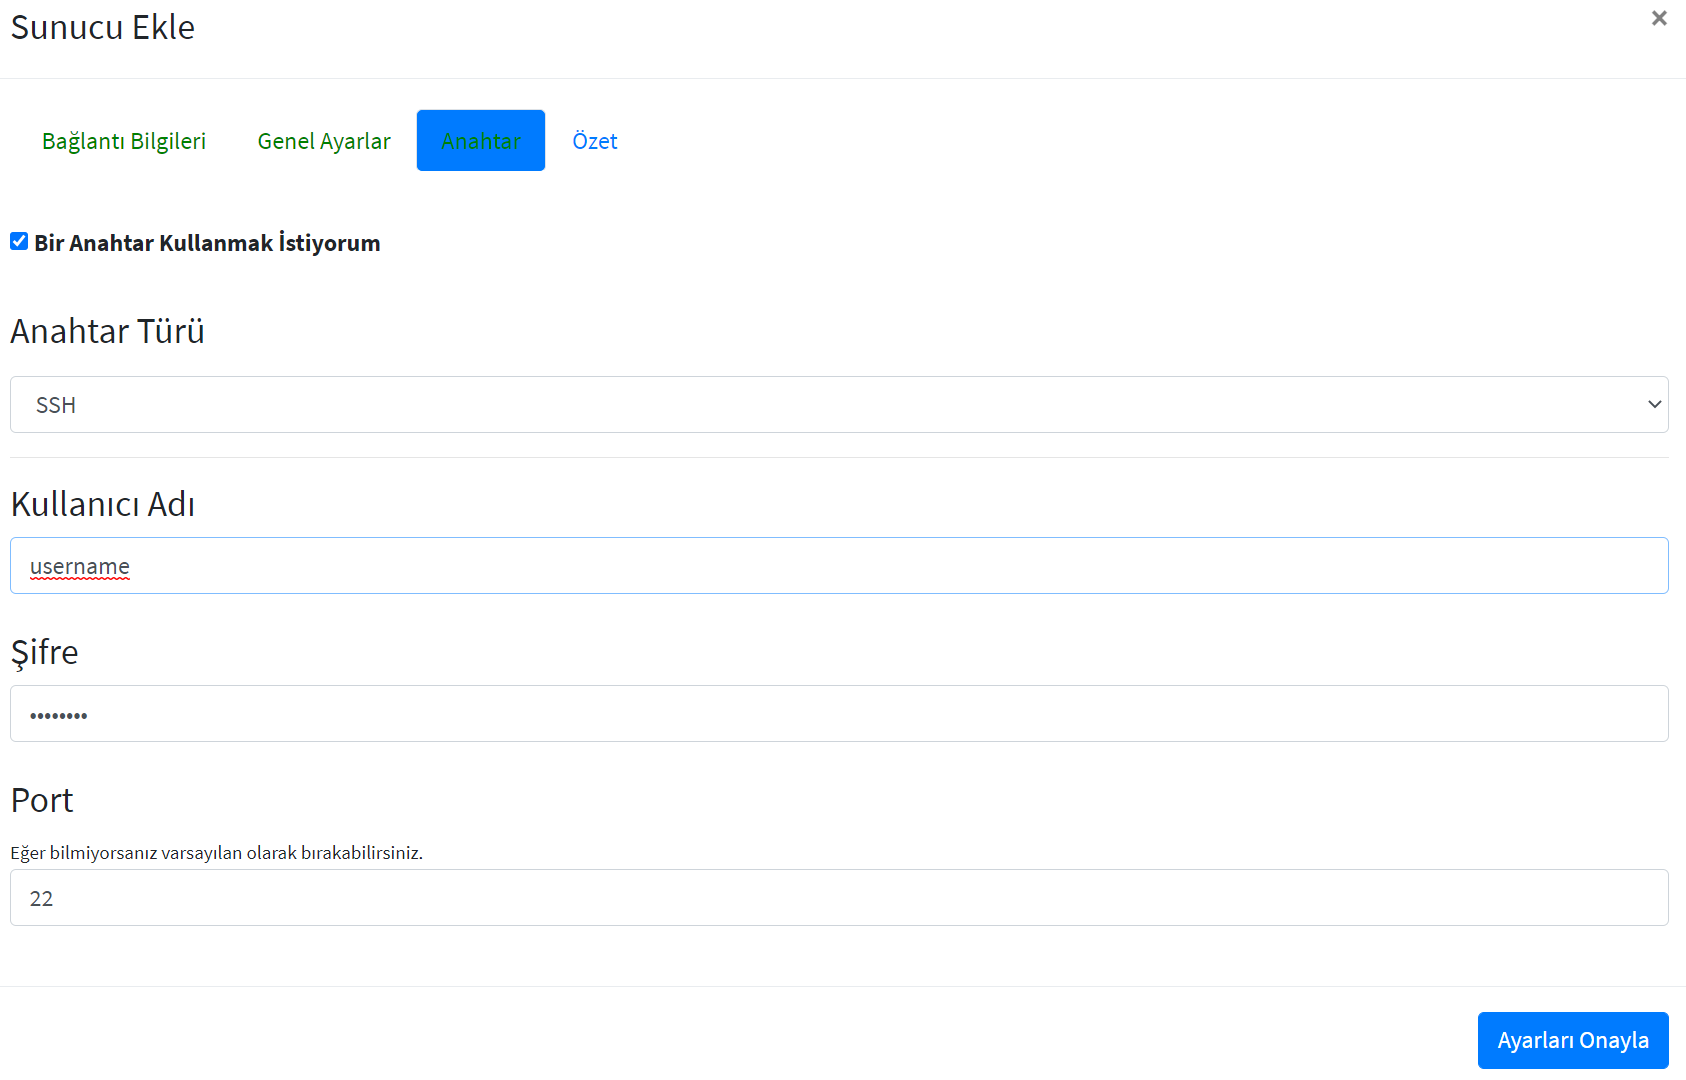 Sunucu Ekle
×
Bağlantı Bilgileri
Genel Ayarlar
Anahtar
Özet
Bir Anahtar Kullanmak İstiyorum
Anahtar Türü
SSH
Kullanıcı Adı
username
Şifre
••••••••
Port
Eğer bilmiyorsanız varsayılan olarak bırakabilirsiniz.
22
Ayarları Onayla